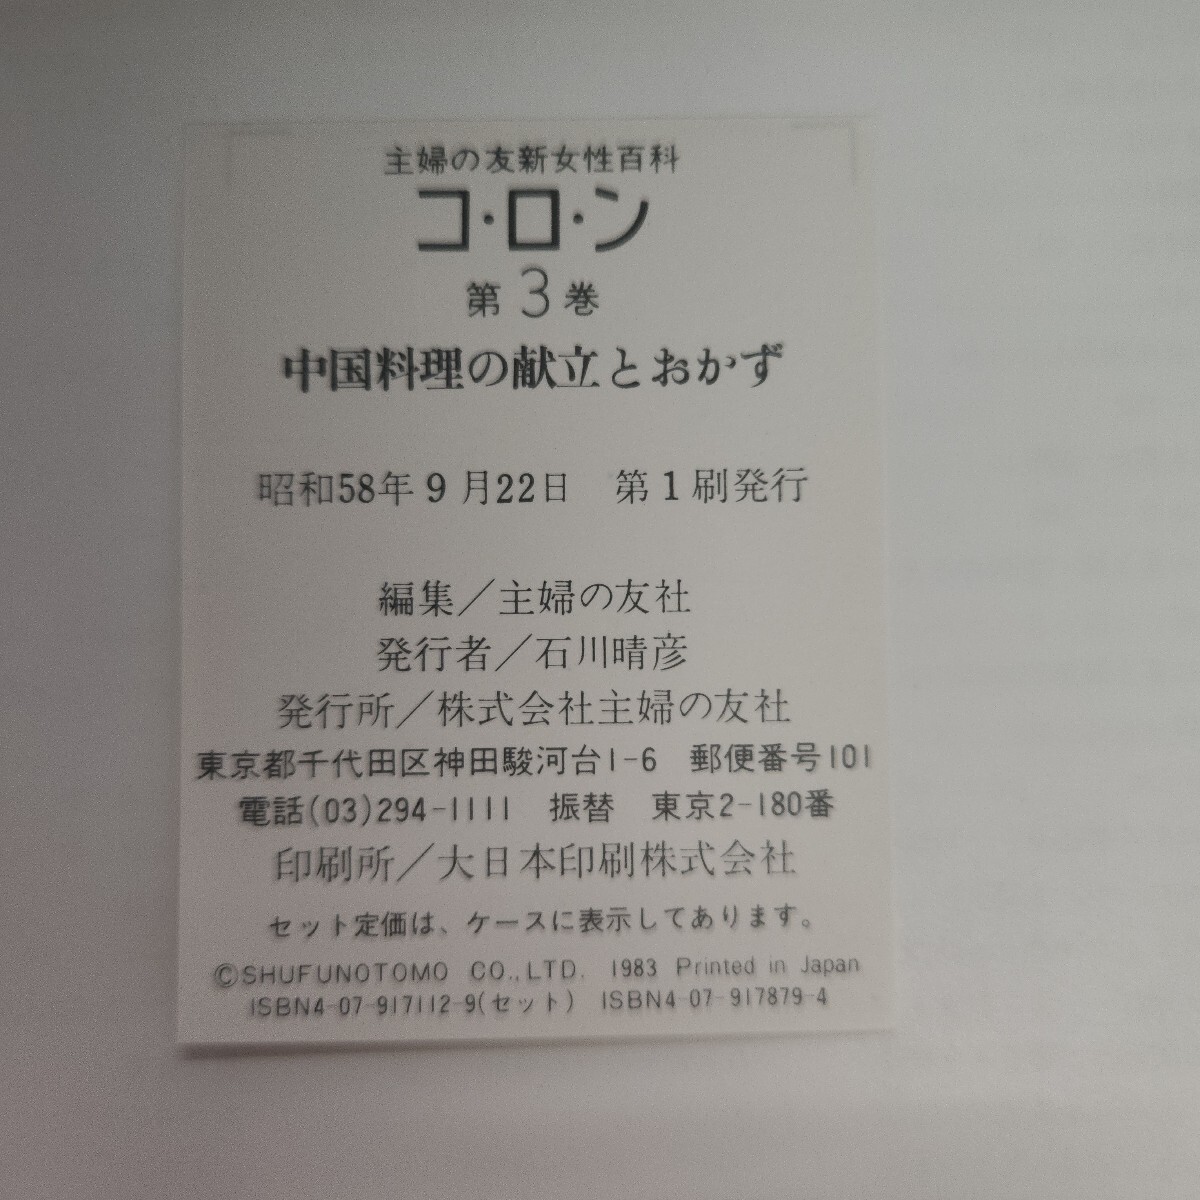 主婦の友新女性百科
コ・ロ・ン
第3巻
中国料理の献立とおかず
昭和58年9月22日　第1刷発行
編集／主婦の友社
発行者／石川晴彦
発行所／株式会社主婦の友社
東京都千代田区神田駿河台1-6　郵便番号101
電話(03)294-1111　振替　東京2-180番
印刷所／大日本印刷株式会社
セット定価は、ケースに表示してあります。
©SHUFUNOTOMO CO.,LTD. 1983 Printed in Japan
ISBN4-07-917112-9(セット) ISBN4-07-917879-4